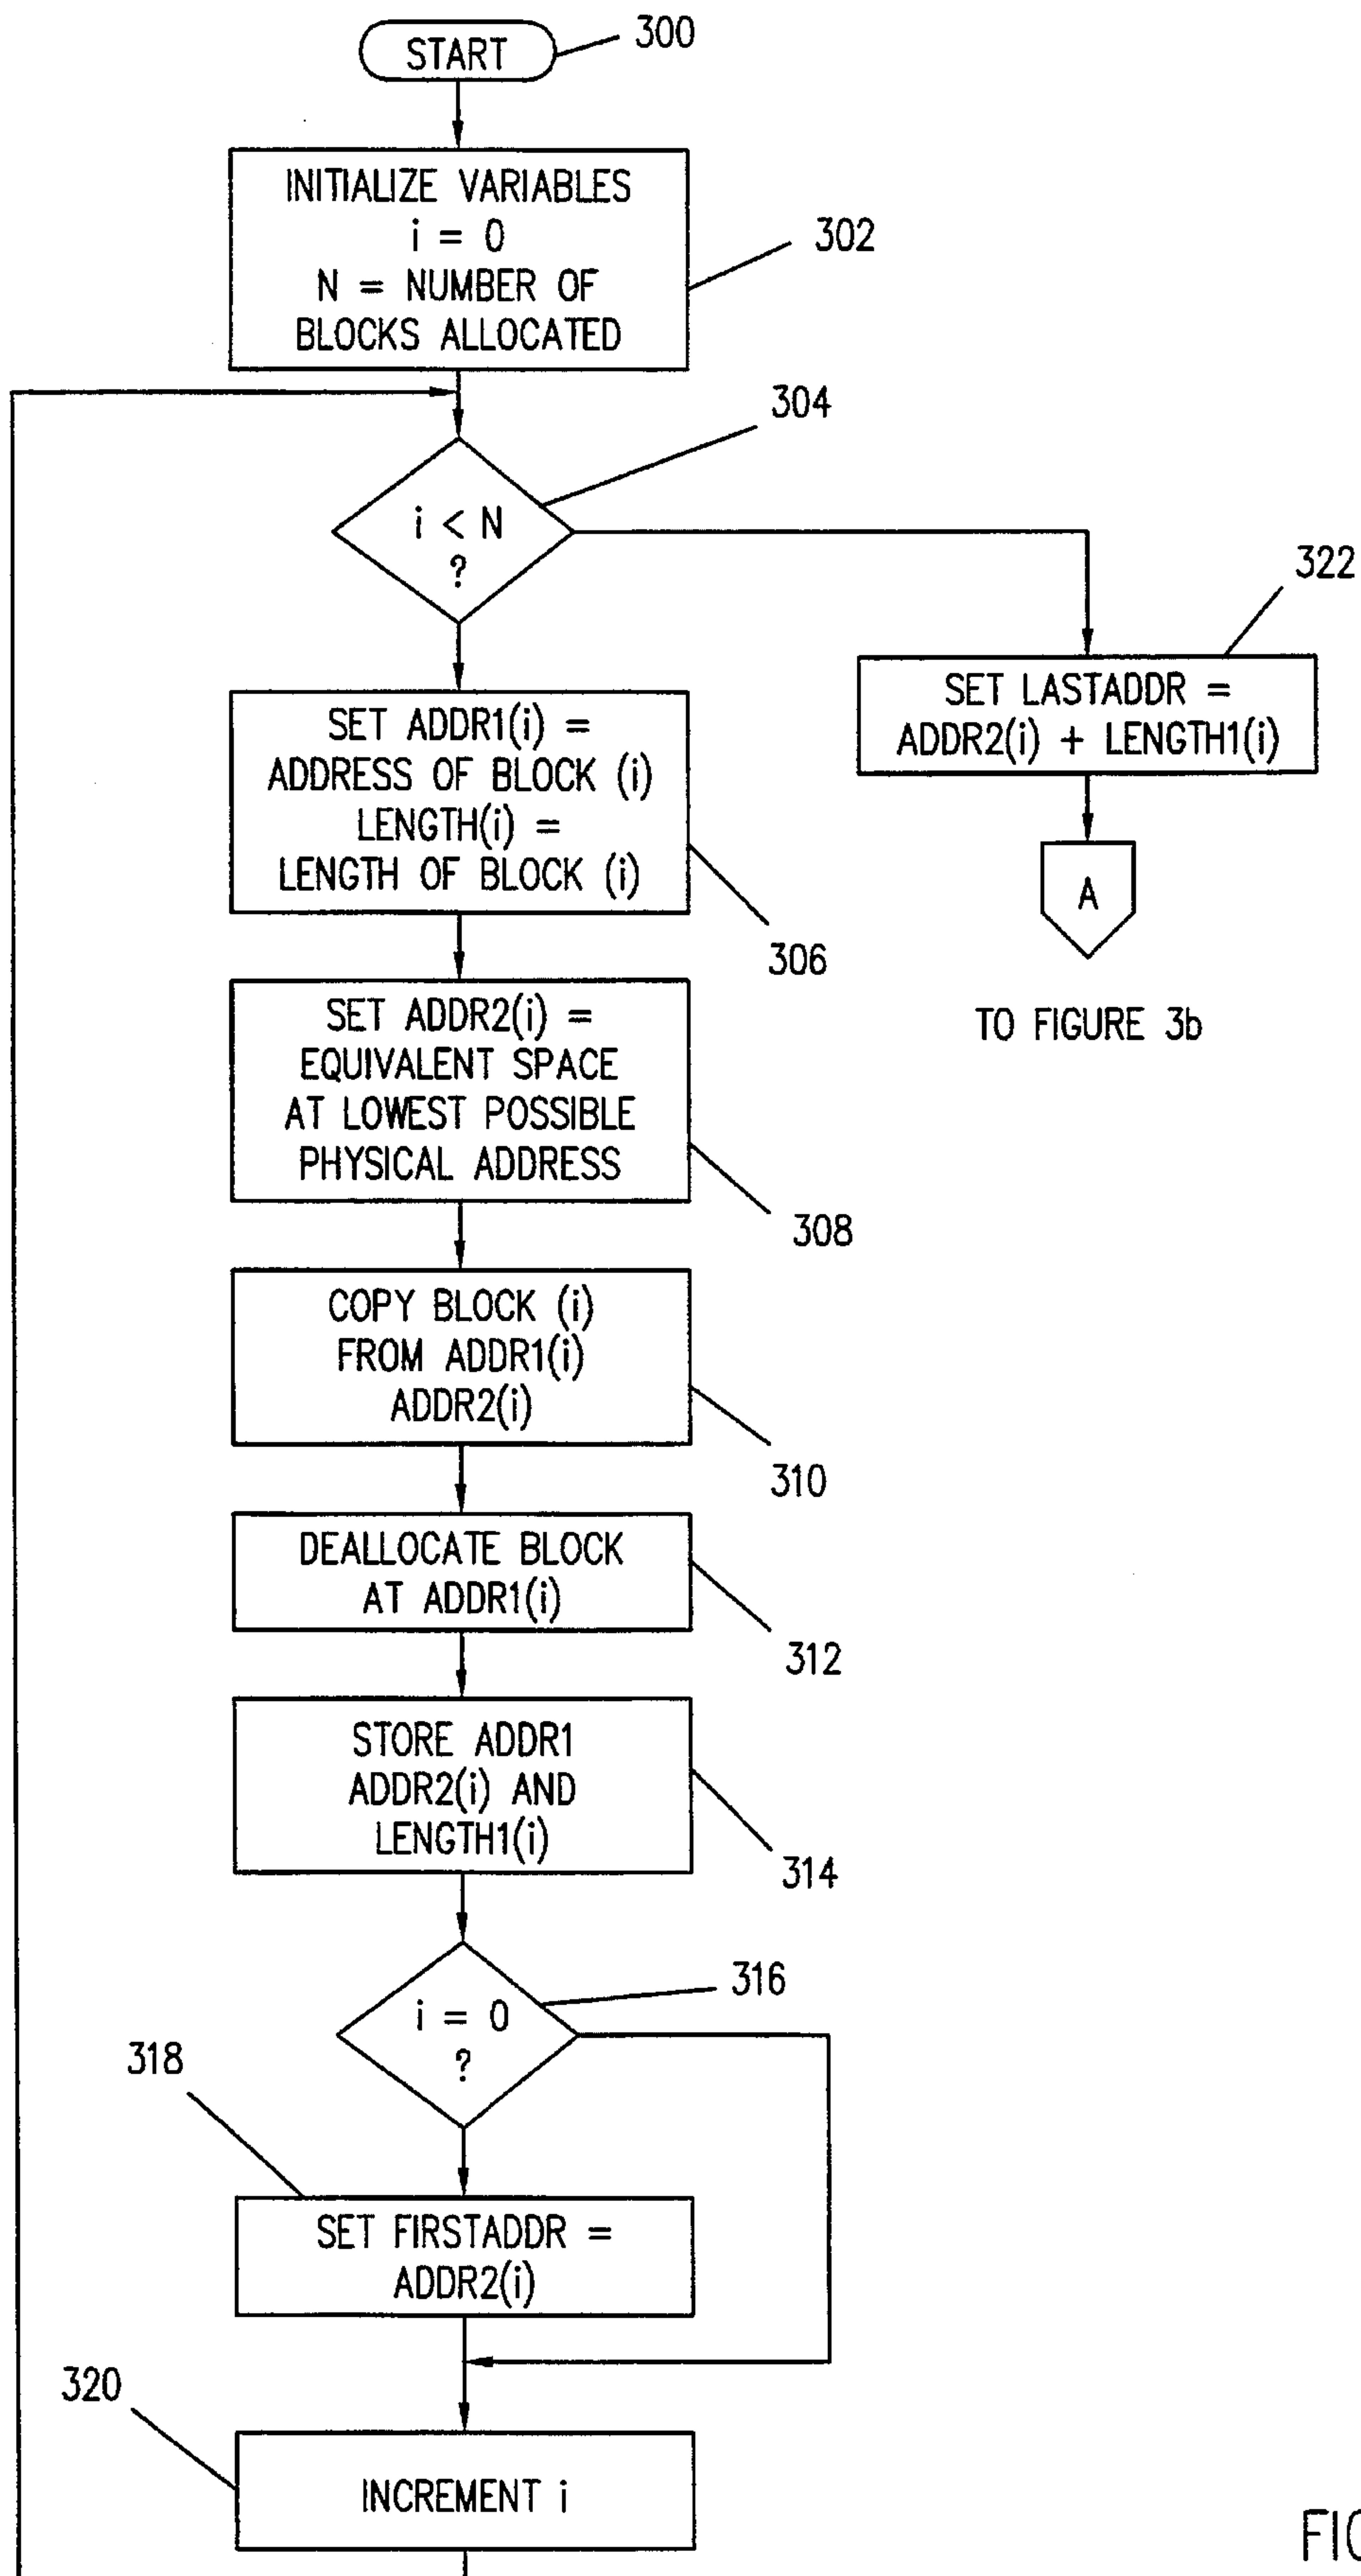 START
300
INITIALIZE VARIABLES
i = 0
N = NUMBER OF
BLOCKS ALLOCATED
302
304
i < N
?
322
SET LASTADDR =
ADDR2(i) + LENGTH1(i)
A
TO FIGURE 3b
SET ADDR1(i) =
ADDRESS OF BLOCK (i)
LENGTH(i) =
LENGTH OF BLOCK (i)
306
SET ADDR2(i) =
EQUIVALENT SPACE
AT LOWEST POSSIBLE
PHYSICAL ADDRESS
308
COPY BLOCK (i)
FROM ADDR1(i)
ADDR2(i)
310
DEALLOCATE BLOCK
AT ADDR1(i)
312
STORE ADDR1
ADDR2(i) AND
LENGTH1(i)
314
316
i = 0
?
318
SET FIRSTADDR =
ADDR2(i)
320
INCREMENT i